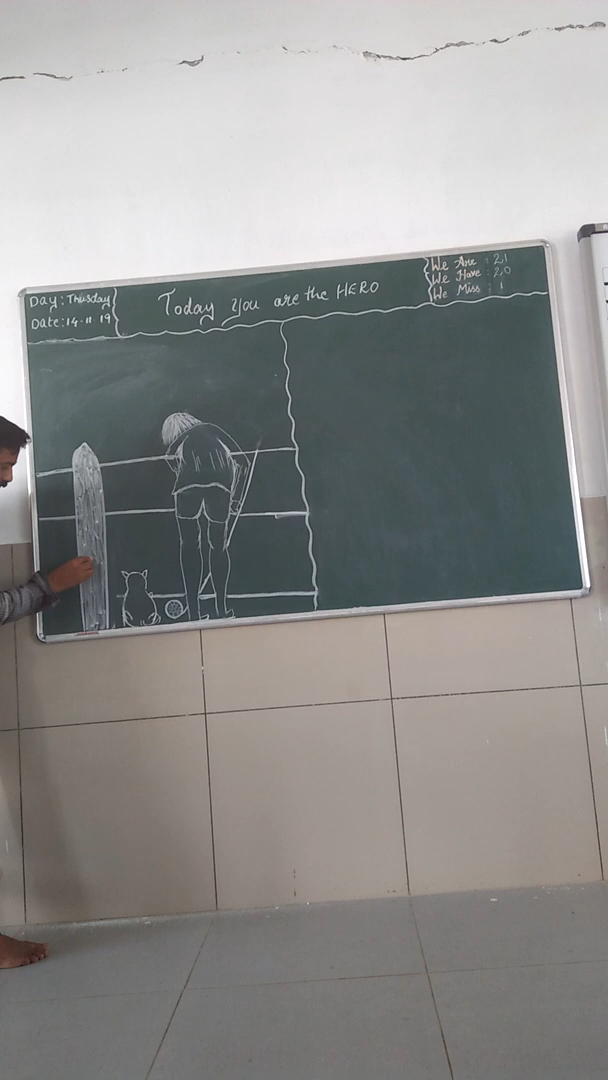 Day: Thusday
Date: 14-11 19
Today you are the HERO
We Are : 21
We Have : 20
We Miss : 1